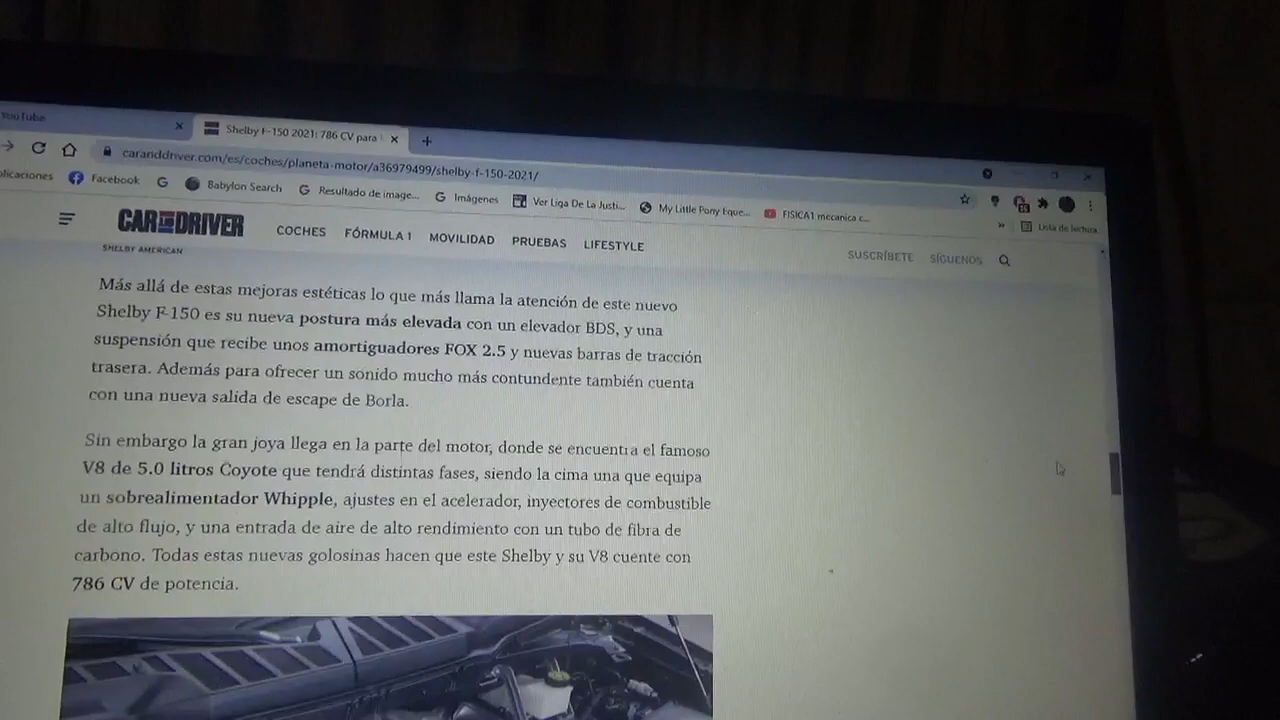 YouTube
Shelby F-150 2021: 786 CV para
caranddriver.com/es/coches/planeta-motor/a36979499/shelby-f-150-2021/
plicaciones Facebook Babylon Search Resultado de image... Imágenes Ver Liga De La Justi... My Little Pony Eque... FISICA1 mecanica c... » Lista de lectura
CAR AND DRIVER COCHES FÓRMULA 1 MOVILIDAD PRUEBAS LIFESTYLE SUSCRÍBETE SÍGUENOS
SHELBY AMERICAN
Más allá de estas mejoras estéticas lo que más llama la atención de este nuevo
Shelby F-150 es su nueva postura más elevada con un elevador BDS, y una
suspensión que recibe unos amortiguadores FOX 2.5 y nuevas barras de tracción
trasera. Además para ofrecer un sonido mucho más contundente también cuenta
con una nueva salida de escape de Borla.
Sin embargo la gran joya llega en la parte del motor, donde se encuentra el famoso
V8 de 5.0 litros Coyote que tendrá distintas fases, siendo la cima una que equipa
un sobrealimentador Whipple, ajustes en el acelerador, inyectores de combustible
de alto flujo, y una entrada de aire de alto rendimiento con un tubo de fibra de
carbono. Todas estas nuevas golosinas hacen que este Shelby y su V8 cuente con
786 CV de potencia.